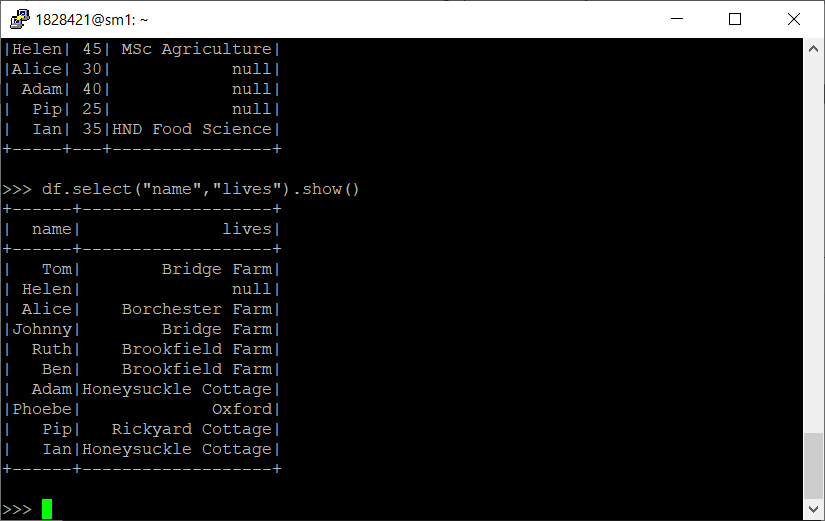 1828421@sm1: ~
|Helen| 45| MSc Agriculture|
|Alice| 30|            null|
| Adam| 40|            null|
|  Pip| 25|            null|
|  Ian| 35|HND Food Science|
+-----+---+----------------+
>>> df.select("name","lives").show()
+------+-------------------+
|  name|              lives|
+------+-------------------+
|   Tom|        Bridge Farm|
| Helen|               null|
| Alice|    Borchester Farm|
|Johnny|        Bridge Farm|
|  Ruth|    Brookfield Farm|
|   Ben|    Brookfield Farm|
|  Adam|Honeysuckle Cottage|
|Phoebe|             Oxford|
|   Pip|   Rickyard Cottage|
|   Ian|Honeysuckle Cottage|
+------+-------------------+
>>>